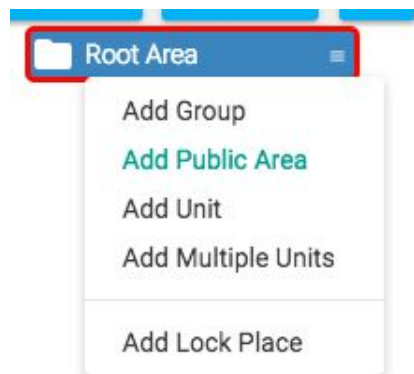 Root Area
Add Group
Add Public Area
Add Unit
Add Multiple Units
Add Lock Place